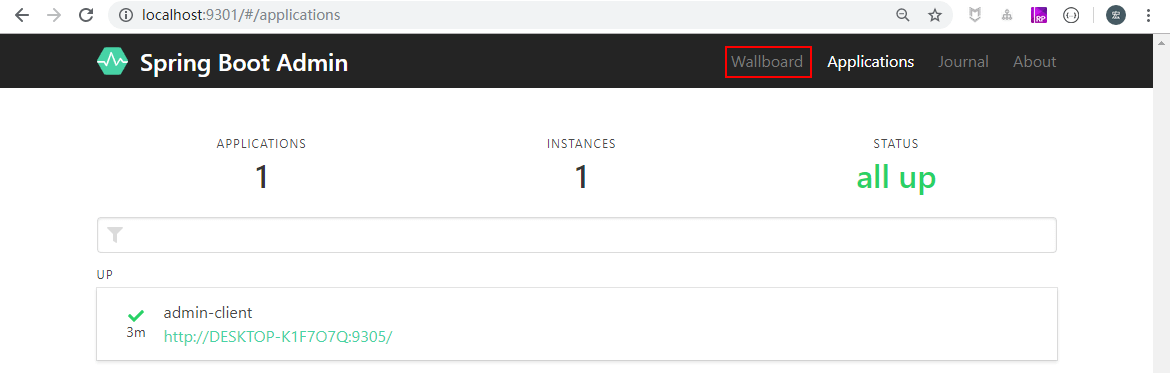 localhost:9301/#/applications
RP
宏
Spring Boot Admin
Wallboard Applications Journal About
APPLICATIONS INSTANCES STATUS
1 1 all up
UP
admin-client
3m
http://DESKTOP-K1F7O7Q:9305/